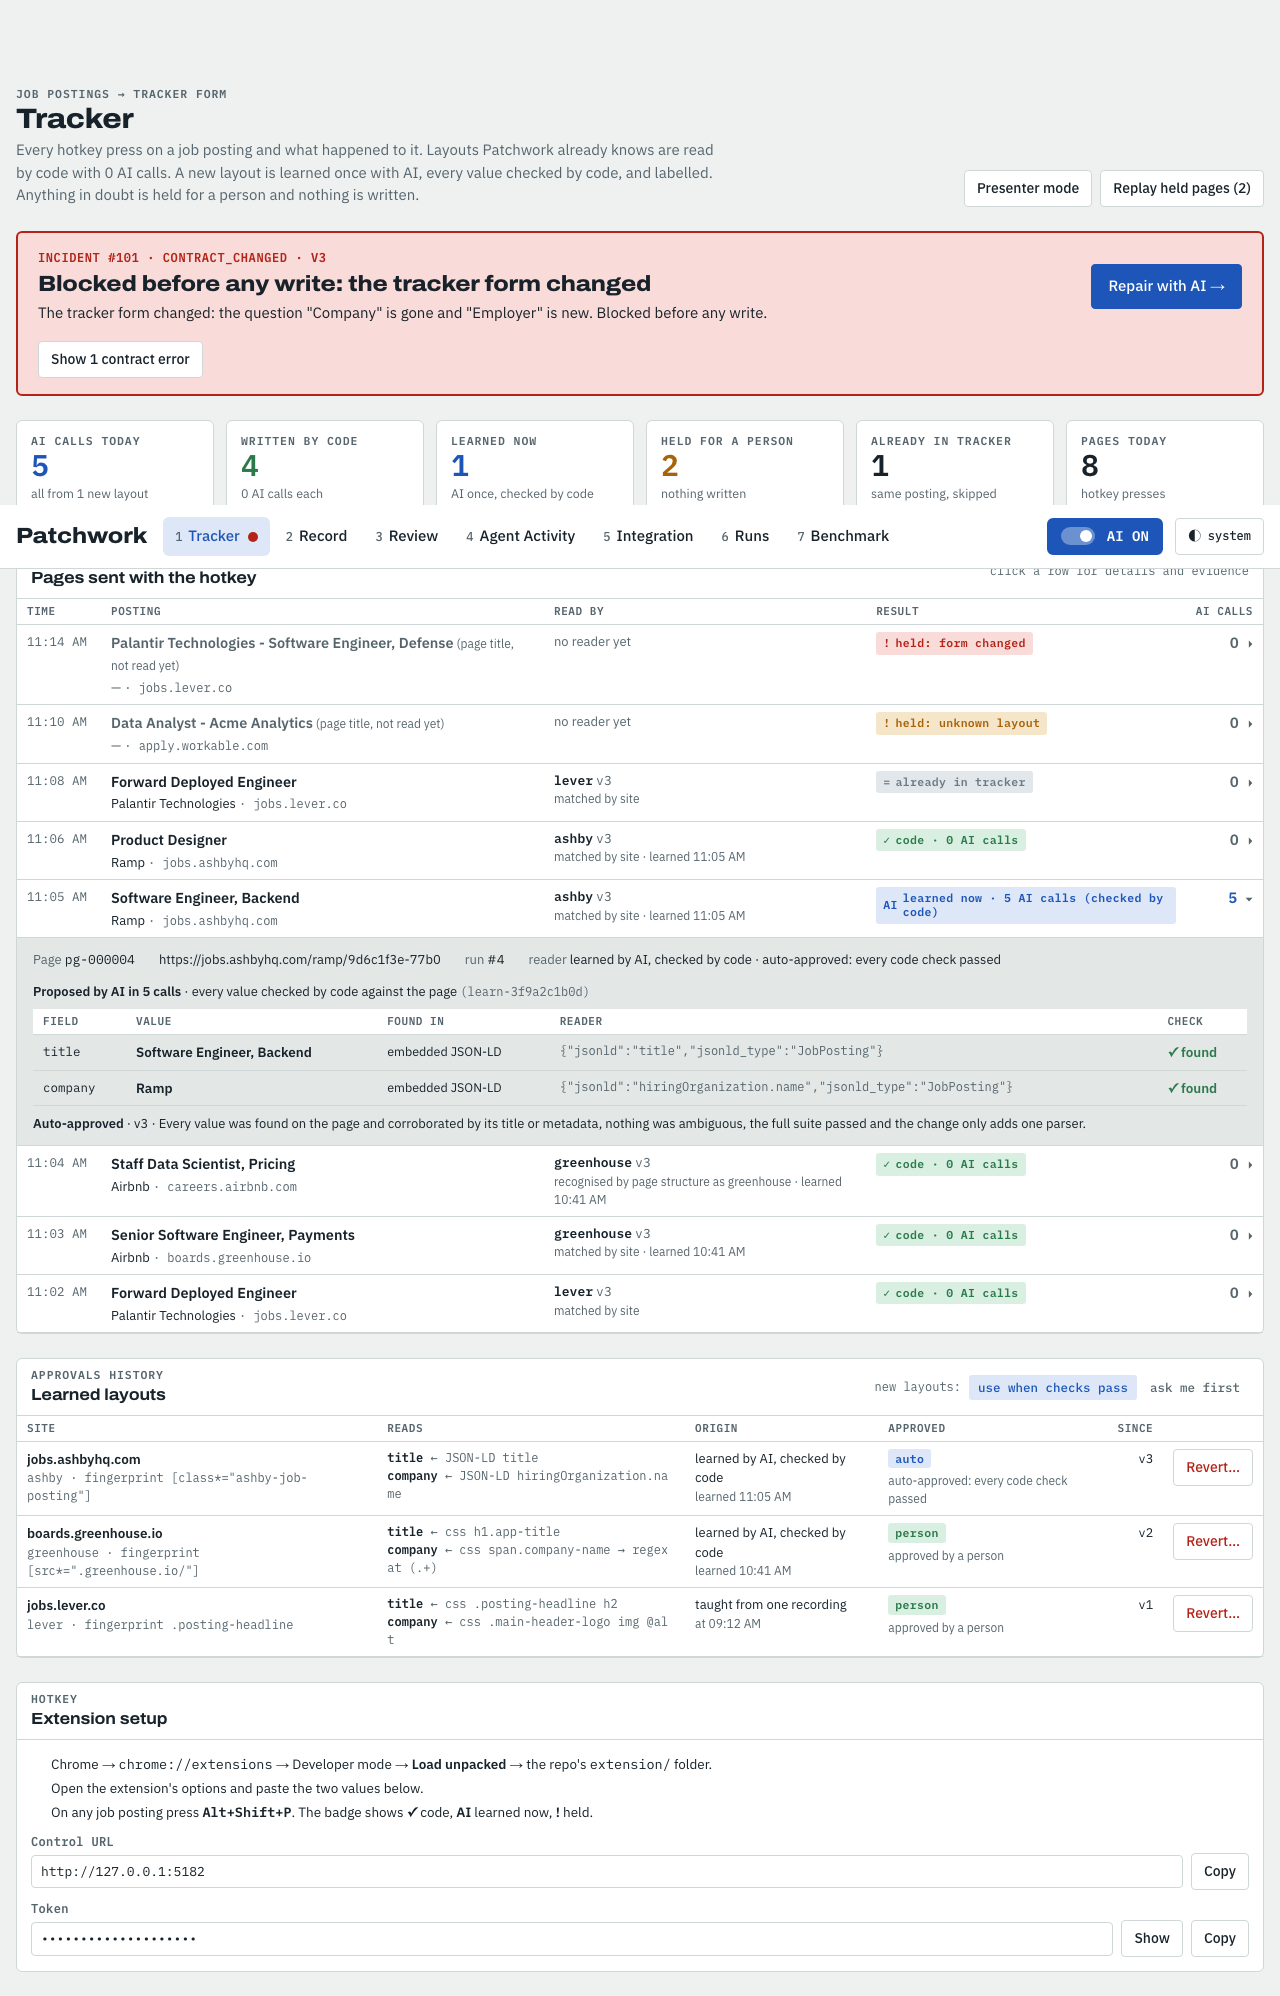 JOB POSTINGS → TRACKER FORM
Tracker
Every hotkey press on a job posting and what happened to it. Layouts Patchwork already knows are read
by code with 0 AI calls. A new layout is learned once with AI, every value checked by code, and labelled.
Anything in doubt is held for a person and nothing is written.
Presenter mode
Replay held pages (2)
INCIDENT #101 · CONTRACT_CHANGED · V3
Blocked before any write: the tracker form changed
The tracker form changed: the question "Company" is gone and "Employer" is new. Blocked before any write.
Repair with AI →
Show 1 contract error
AI CALLS TODAY
5
all from 1 new layout
WRITTEN BY CODE
4
0 AI calls each
LEARNED NOW
1
AI once, checked by code
HELD FOR A PERSON
2
nothing written
ALREADY IN TRACKER
1
same posting, skipped
PAGES TODAY
8
hotkey presses
Patchwork
1 Tracker
2 Record
3 Review
4 Agent Activity
5 Integration
6 Runs
7 Benchmark
AI ON
system
Pages sent with the hotkey
click a row for details and evidence
TIME POSTING READ BY RESULT AI CALLS
11:14 AM Palantir Technologies - Software Engineer, Defense (page title, no reader yet ! held: form changed 0
not read yet)
— · jobs.lever.co
11:10 AM Data Analyst - Acme Analytics (page title, not read yet) no reader yet ! held: unknown layout 0
— · apply.workable.com
11:08 AM Forward Deployed Engineer lever v3 = already in tracker 0
Palantir Technologies · jobs.lever.co matched by site
11:06 AM Product Designer ashby v3 ✓ code · 0 AI calls 0
Ramp · jobs.ashbyhq.com matched by site · learned 11:05 AM
11:05 AM Software Engineer, Backend ashby v3 AI learned now · 5 AI calls (checked by code) 5
Ramp · jobs.ashbyhq.com matched by site · learned 11:05 AM
Page pg-000004 https://jobs.ashbyhq.com/ramp/9d6c1f3e-77b0 run #4 reader learned by AI, checked by code · auto-approved: every code check passed
Proposed by AI in 5 calls · every value checked by code against the page (learn-3f9a2c1b0d)
FIELD VALUE FOUND IN READER CHECK
title Software Engineer, Backend embedded JSON-LD {"jsonld":"title","jsonld_type":"JobPosting"} ✓ found
company Ramp embedded JSON-LD {"jsonld":"hiringOrganization.name","jsonld_type":"JobPosting"} ✓ found
Auto-approved · v3 · Every value was found on the page and corroborated by its title or metadata, nothing was ambiguous, the full suite passed and the change only adds one parser.
11:04 AM Staff Data Scientist, Pricing greenhouse v3 ✓ code · 0 AI calls 0
Airbnb · careers.airbnb.com recognised by page structure as greenhouse · learned
10:41 AM
11:03 AM Senior Software Engineer, Payments greenhouse v3 ✓ code · 0 AI calls 0
Airbnb · boards.greenhouse.io matched by site · learned 10:41 AM
11:02 AM Forward Deployed Engineer lever v3 ✓ code · 0 AI calls 0
Palantir Technologies · jobs.lever.co matched by site
APPROVALS HISTORY
Learned layouts
new layouts: use when checks pass ask me first
SITE READS ORIGIN APPROVED SINCE
jobs.ashbyhq.com
ashby · fingerprint [class*="ashby-job-
posting"]
title ← JSON-LD title
company ← JSON-LD hiringOrganization.na
me
learned by AI, checked by
code
learned 11:05 AM
auto
auto-approved: every code check
passed
v3
Revert...
boards.greenhouse.io
greenhouse · fingerprint
[src*=".greenhouse.io/"]
title ← css h1.app-title
company ← css span.company-name → regex
at (.+)
learned by AI, checked by
code
learned 10:41 AM
person
approved by a person
v2
Revert...
jobs.lever.co
lever · fingerprint .posting-headline
title ← css .posting-headline h2
company ← css .main-header-logo img @al
t
taught from one recording
at 09:12 AM
person
approved by a person
v1
Revert...
HOTKEY
Extension setup
Chrome → chrome://extensions → Developer mode → Load unpacked → the repo's extension/ folder.
Open the extension's options and paste the two values below.
On any job posting press Alt+Shift+P. The badge shows ✓ code, AI learned now, ! held.
Control URL
http://127.0.0.1:5182
Copy
Token
••••••••••••••••••••
Show
Copy